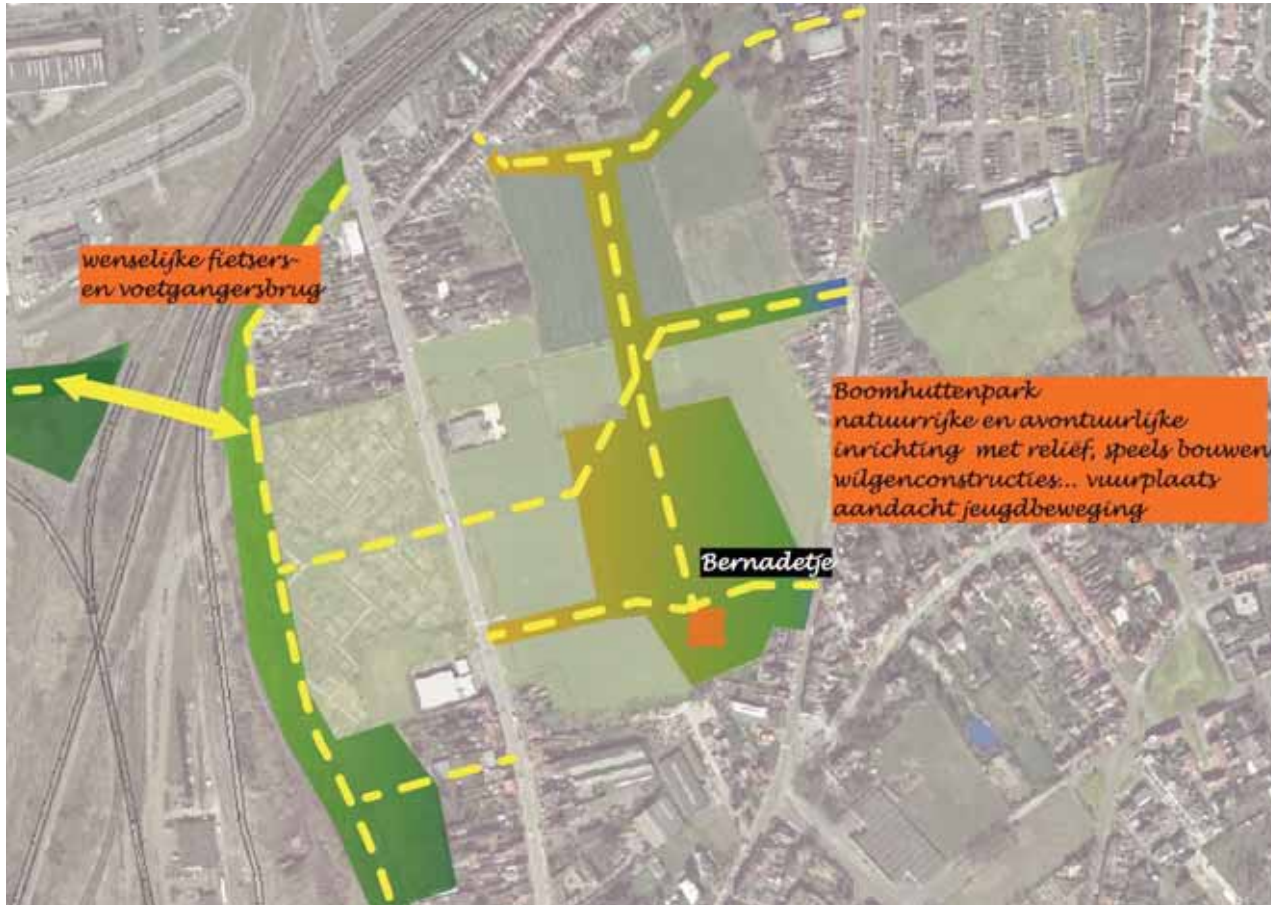 wenselijke fietsers-
en voetgangersbrug
Boomhuttenpark
natuurrijke en avontuurlijke
inrichting met reliëf, speels bouwen
wilgenconstructies... vuurplaats
aandacht jeugdbeweging
Bernadetje